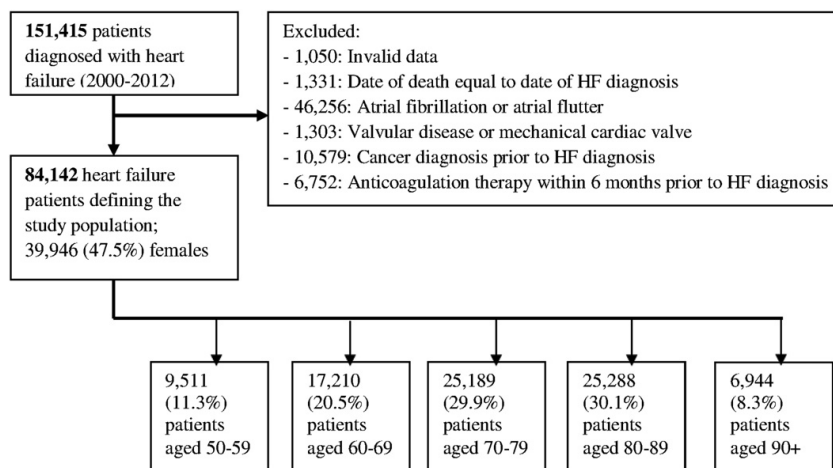 151,415 patients
diagnosed with heart
failure (2000-2012)
Excluded:
- 1,050: Invalid data
- 1,331: Date of death equal to date of HF diagnosis
- 46,256: Atrial fibrillation or atrial flutter
- 1,303: Valvular disease or mechanical cardiac valve
- 10,579: Cancer diagnosis prior to HF diagnosis
- 6,752: Anticoagulation therapy within 6 months prior to HF diagnosis
84,142 heart failure
patients defining the
study population;
39,946 (47.5%) females
9,511
(11.3%)
patients
aged 50-59
17,210
(20.5%)
patients
aged 60-69
25,189
(29.9%)
patients
aged 70-79
25,288
(30.1%)
patients
aged 80-89
6,944
(8.3%)
patients
aged 90+